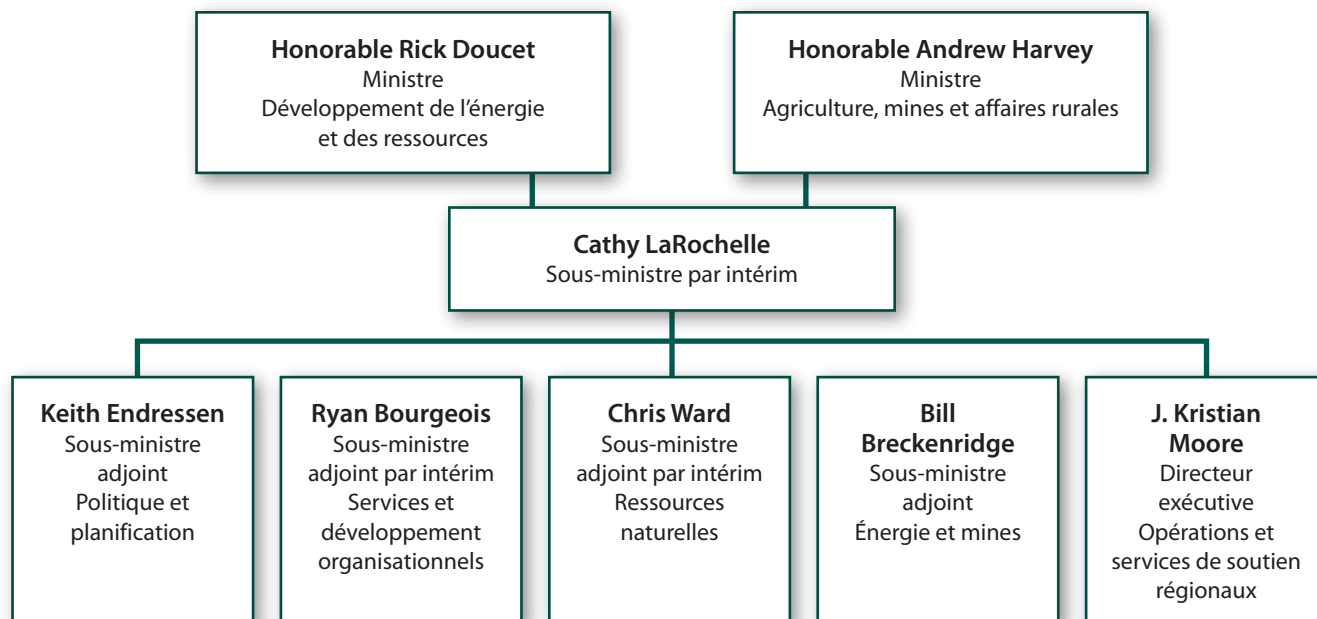 Honorable Rick Doucet
Ministre
Développement de l'énergie
et des ressources
Honorable Andrew Harvey
Ministre
Agriculture, mines et affaires rurales
Cathy LaRochelle
Sous-ministre par intérim
Keith Endressen
Sous-ministre
adjoint
Politique et
planification
Ryan Bourgeois
Sous-ministre
adjoint par intérim
Services et
développement
organisationnels
Chris Ward
Sous-ministre
adjoint par intérim
Ressources
naturelles
Bill
Breckenridge
Sous-ministre
adjoint
Énergie et mines
J. Kristian
Moore
Directeur
exécutive
Opérations et
services de soutien
régionaux